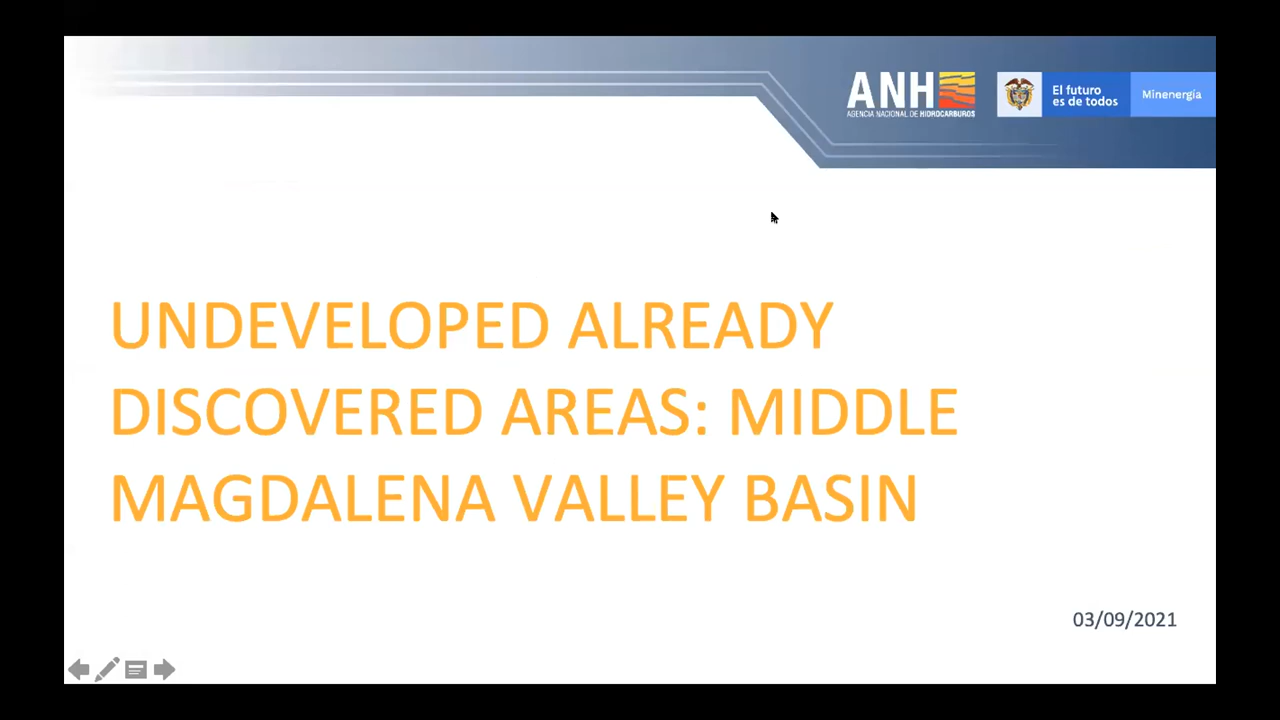 ANH
AGENCIA NACIONAL DE HIDROCARBUROS
El futuro
es de todos
Minenergía
UNDEVELOPED ALREADY
DISCOVERED AREAS: MIDDLE
MAGDALENA VALLEY BASIN
03/09/2021